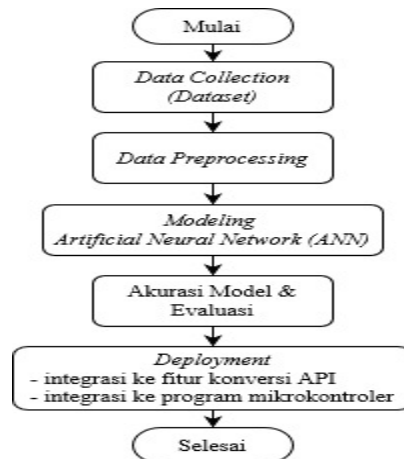 Mulai
Data Collection
(Dataset)
Data Preprocessing
Modeling
Artificial Neural Network (ANN)
Akurasi Model &
Evaluasi
Deployment
- integrasi ke fitur konversi API
- integrasi ke program mikrokontroler
Selesai